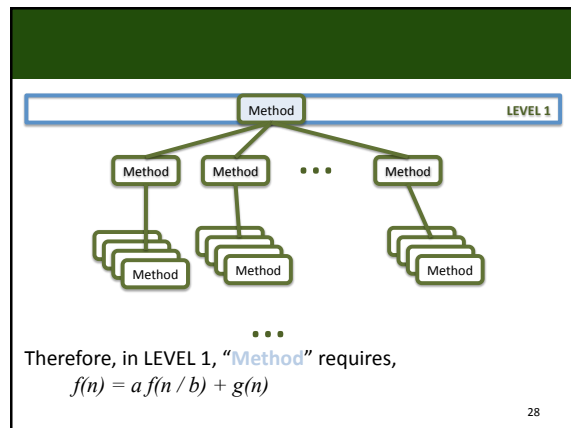 Method
LEVEL 1
Method
Method
...
Method
Method
Method
Method
...
Therefore, in LEVEL 1, “Method” requires,
f(n) = a f(n / b) + g(n)
28